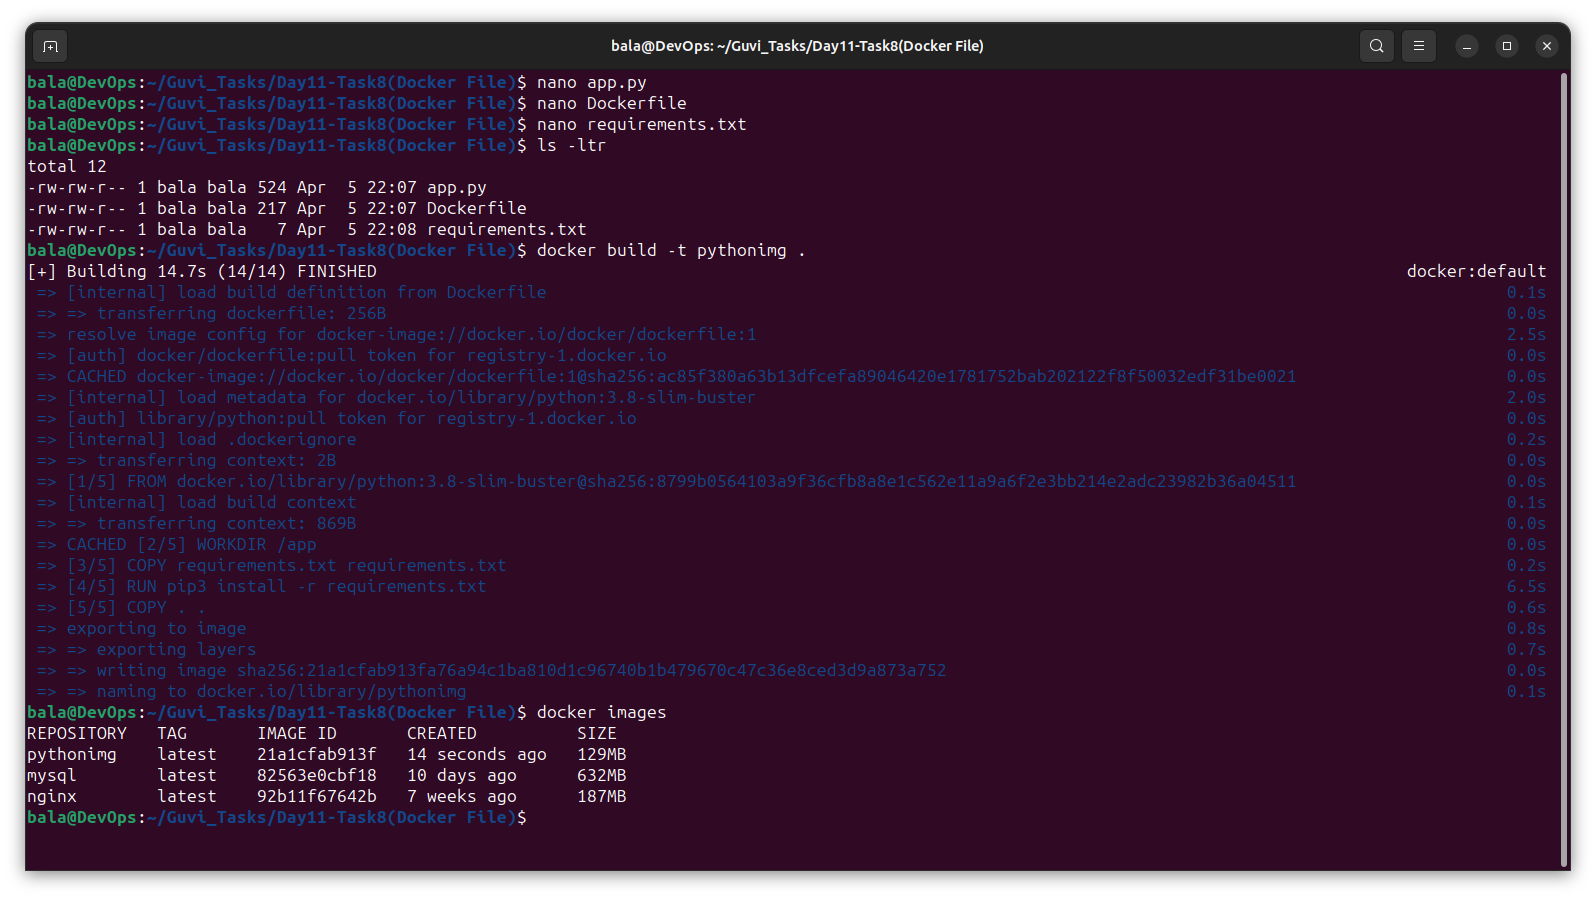 bala@DevOps: ~/Guvi_Tasks/Day11-Task8(Docker File)
bala@DevOps:~/Guvi_Tasks/Day11-Task8(Docker File)$ nano app.py
bala@DevOps:~/Guvi_Tasks/Day11-Task8(Docker File)$ nano Dockerfile
bala@DevOps:~/Guvi_Tasks/Day11-Task8(Docker File)$ nano requirements.txt
bala@DevOps:~/Guvi_Tasks/Day11-Task8(Docker File)$ ls -ltr
total 12
-rw-rw-r-- 1 bala bala 524 Apr  5 22:07 app.py
-rw-rw-r-- 1 bala bala 217 Apr  5 22:07 Dockerfile
-rw-rw-r-- 1 bala bala   7 Apr  5 22:08 requirements.txt
bala@DevOps:~/Guvi_Tasks/Day11-Task8(Docker File)$ docker build -t pythonimg .
[+] Building 14.7s (14/14) FINISHED docker:default
=> [internal] load build definition from Dockerfile 0.1s
=> => transferring dockerfile: 256B 0.0s
=> resolve image config for docker-image://docker.io/docker/dockerfile:1 2.5s
=> [auth] docker/dockerfile:pull token for registry-1.docker.io 0.0s
=> CACHED docker-image://docker.io/docker/dockerfile:1@sha256:ac85f380a63b13dfcefa89046420e1781752bab202122f8f50032edf31be0021 0.0s
=> [internal] load metadata for docker.io/library/python:3.8-slim-buster 2.0s
=> [auth] library/python:pull token for registry-1.docker.io 0.0s
=> [internal] load .dockerignore 0.2s
=> => transferring context: 2B 0.0s
=> [1/5] FROM docker.io/library/python:3.8-slim-buster@sha256:8799b0564103a9f36cfb8a8e1c562e11a9a6f2e3bb214e2adc23982b36a04511 0.0s
=> [internal] load build context 0.1s
=> => transferring context: 869B 0.0s
=> CACHED [2/5] WORKDIR /app 0.0s
=> [3/5] COPY requirements.txt requirements.txt 0.2s
=> [4/5] RUN pip3 install -r requirements.txt 6.5s
=> [5/5] COPY . . 0.6s
=> exporting to image 0.8s
=> => exporting layers 0.7s
=> => writing image sha256:21a1cfab913fa76a94c1ba810d1c96740b1b479670c47c36e8ced3d9a873a752 0.0s
=> => naming to docker.io/library/pythonimg 0.1s
bala@DevOps:~/Guvi_Tasks/Day11-Task8(Docker File)$ docker images
REPOSITORY   TAG       IMAGE ID       CREATED          SIZE
pythonimg    latest    21a1cfab913f   14 seconds ago   129MB
mysql        latest    82563e0cbf18   10 days ago      632MB
nginx        latest    92b11f67642b   7 weeks ago      187MB
bala@DevOps:~/Guvi_Tasks/Day11-Task8(Docker File)$